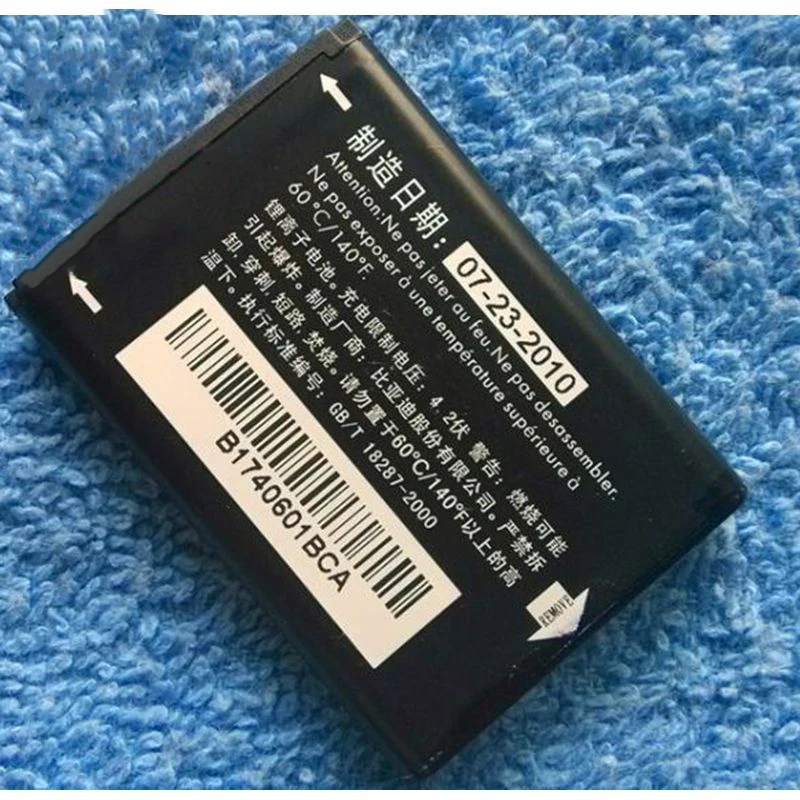 制造日期: 07-23-2010
Attention: Ne pas jeter au feu. Ne pas desassembler.
Ne pas exposer à une température supérieure à
60°C/140°F
锂离子电池。充电限制电压: 4.2伏 警告: 燃烧可能
引起爆炸。制造厂商: 比亚迪股份有限公司。严禁拆
卸 穿刺 短路 焚烧。请勿置于60°C/140°F以上的高
温下。执行标准编号: GB/T 18287-2000
B1740601BCA
REMOVE